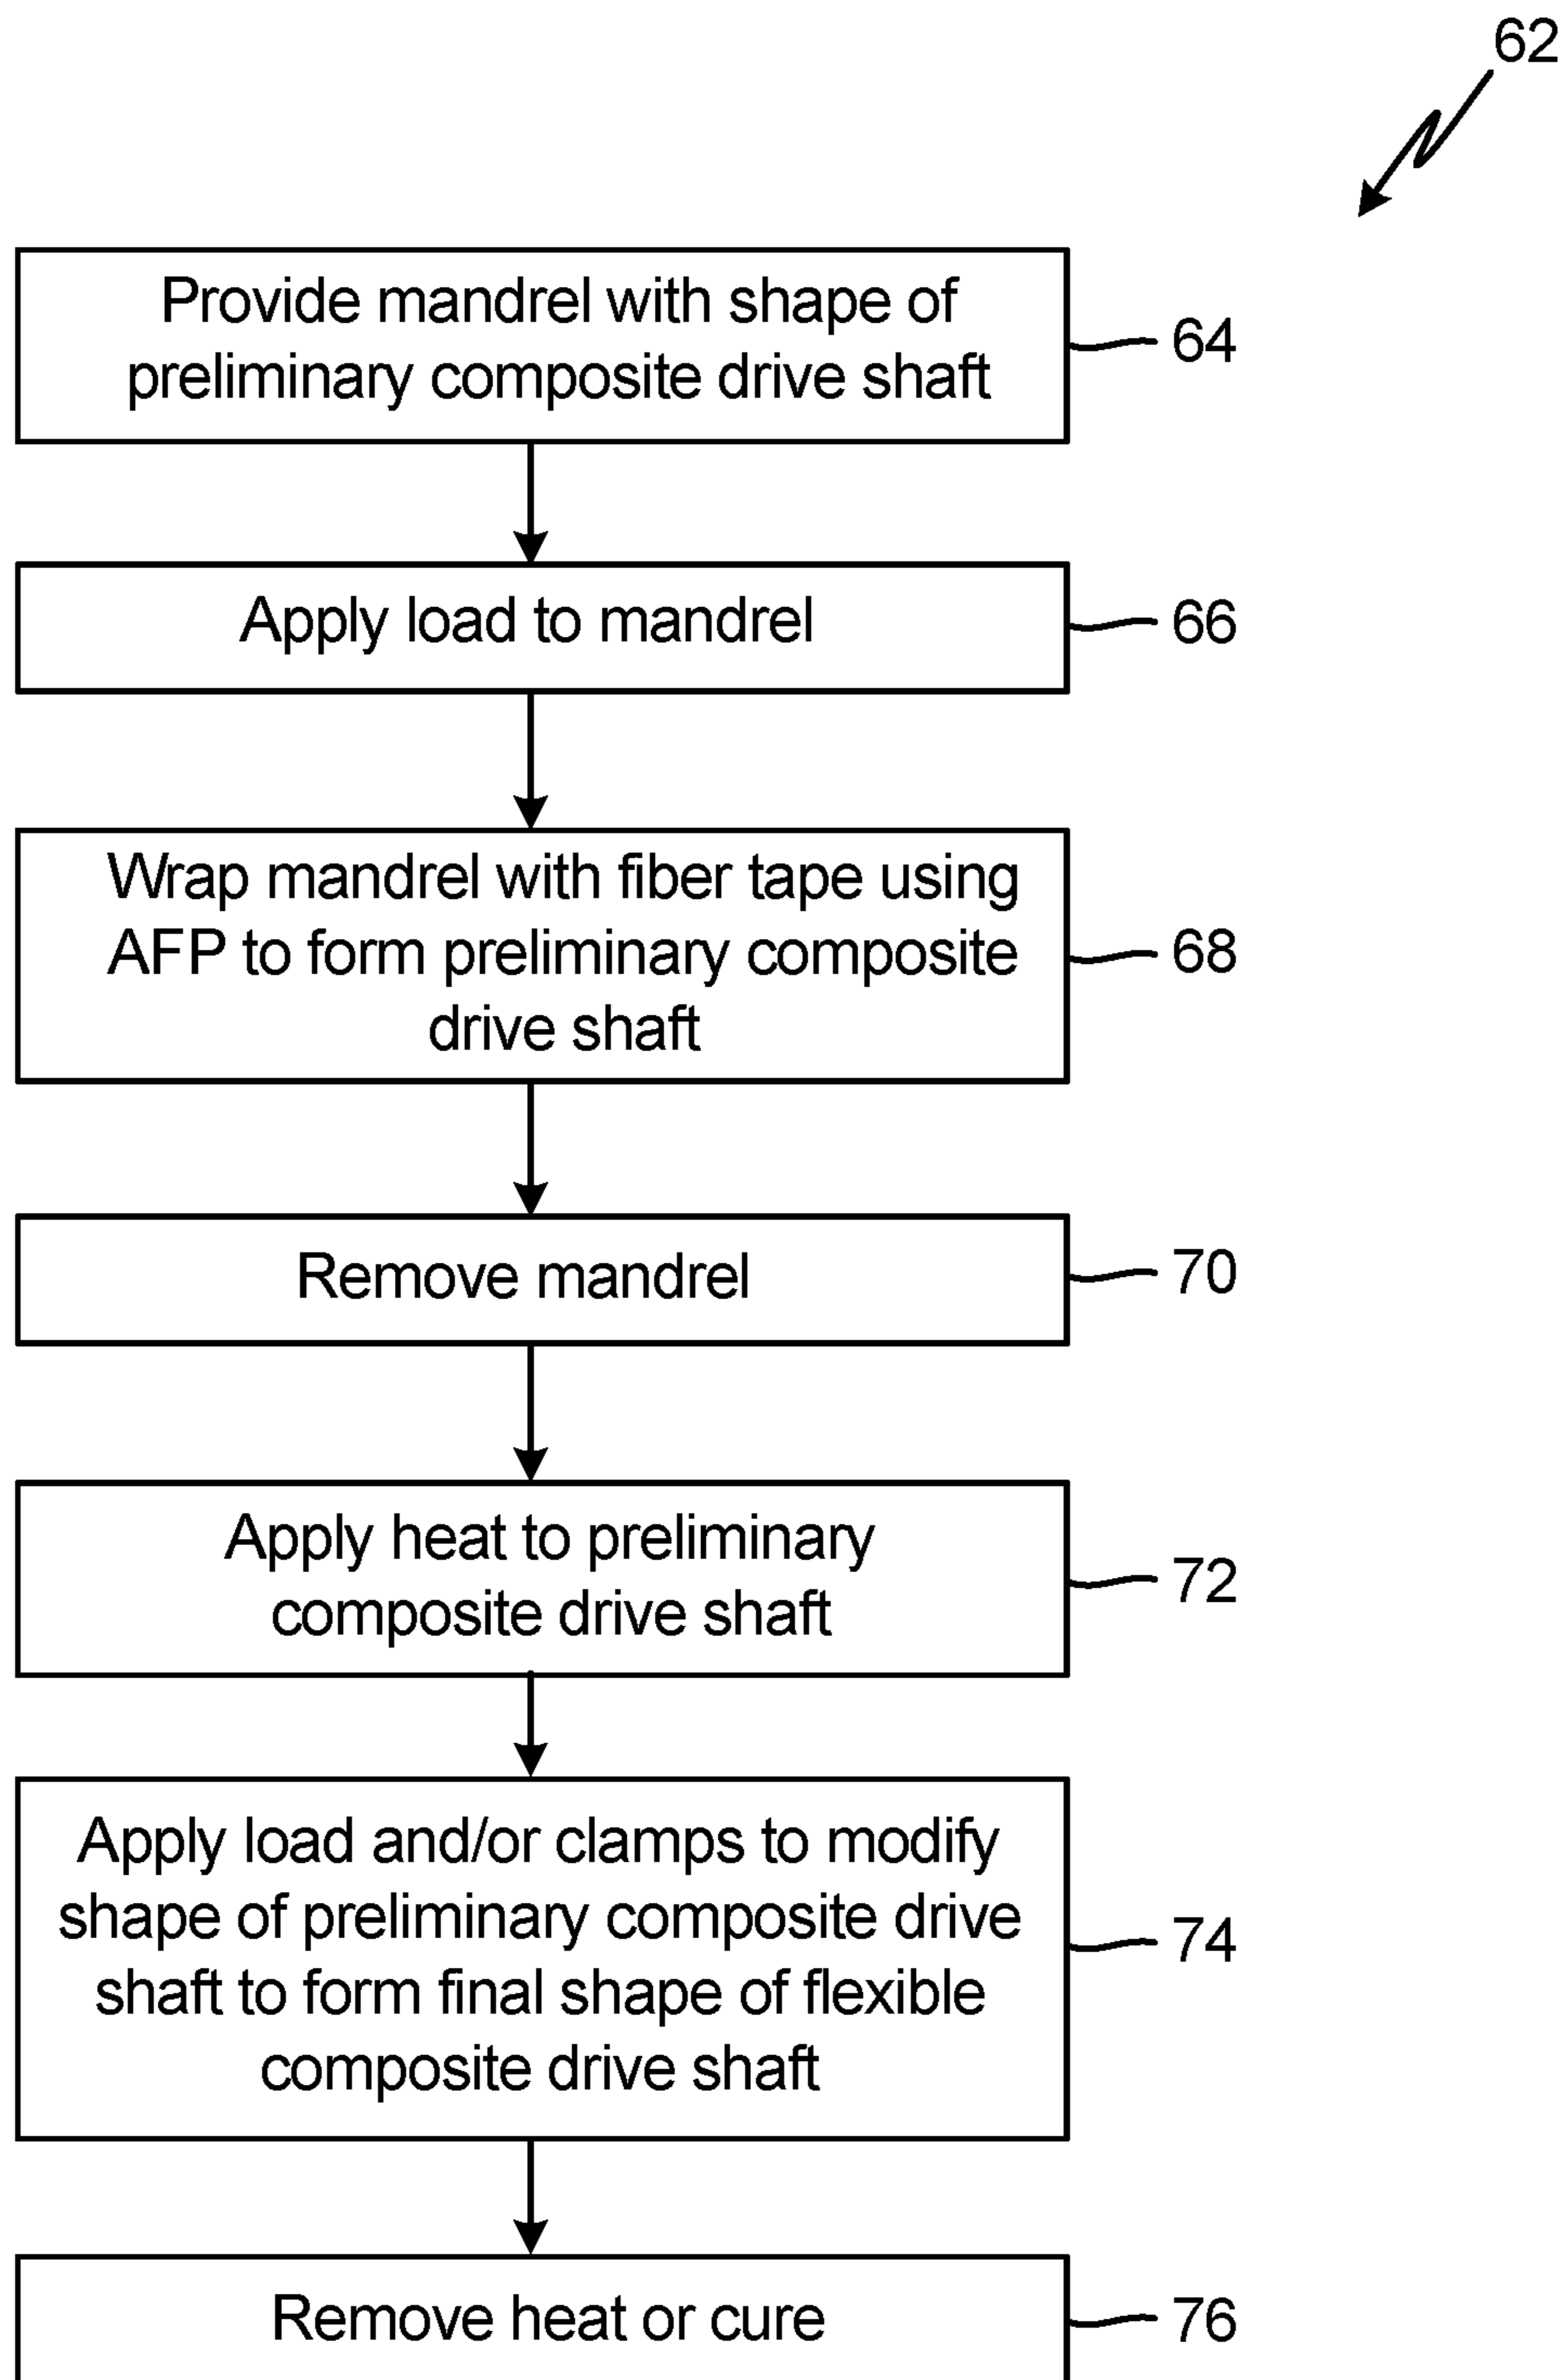 62
Provide mandrel with shape of
preliminary composite drive shaft
64
Apply load to mandrel
66
Wrap mandrel with fiber tape using
AFP to form preliminary composite
drive shaft
68
Remove mandrel
70
Apply heat to preliminary
composite drive shaft
72
Apply load and/or clamps to modify
shape of preliminary composite drive
shaft to form final shape of flexible
composite drive shaft
74
Remove heat or cure
76